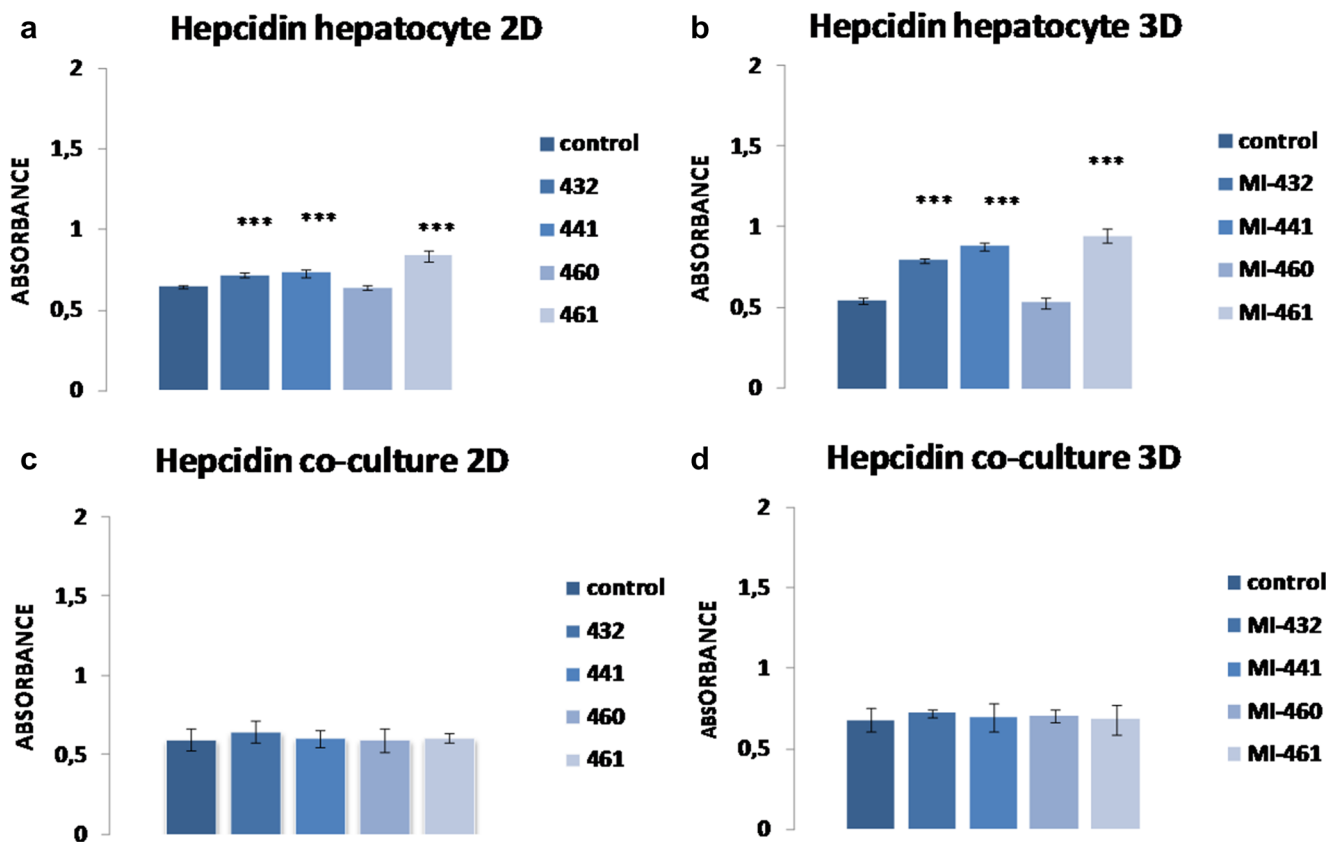 a
Hepcidin hepatocyte 2D
2
1,5
1
0,5
0
ABSORBANCE
***
***
***
control
432
441
460
461
b
Hepcidin hepatocyte 3D
2
1,5
1
0,5
0
ABSORBANCE
***
***
***
control
MI-432
MI-441
MI-460
MI-461
c
Hepcidin co-culture 2D
2
1,5
1
0,5
0
ABSORBANCE
control
432
441
460
461
d
Hepcidin co-culture 3D
2
1,5
1
0,5
0
ABSORBANCE
control
MI-432
MI-441
MI-460
MI-461